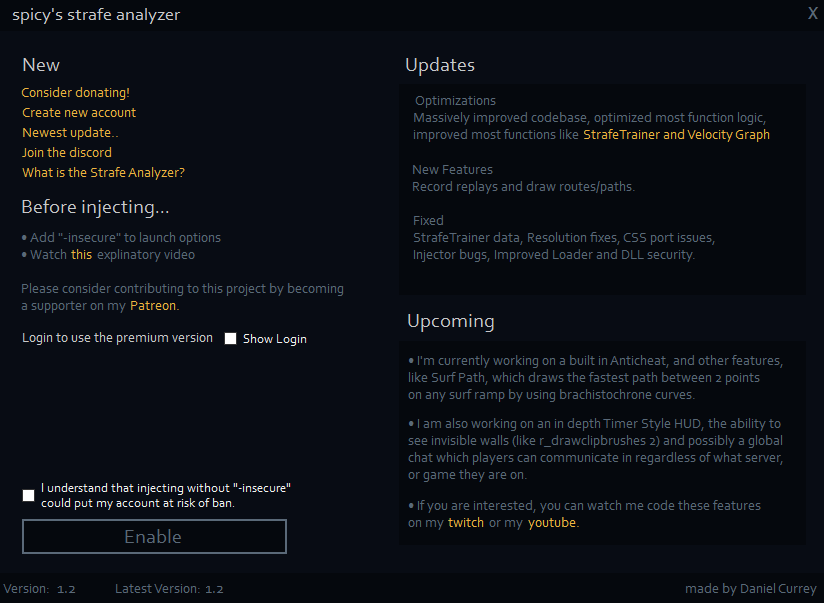 spicy's strafe analyzer
X
New
Consider donating!
Create new account
Newest update..
Join the discord
What is the Strafe Analyzer?
Before injecting...
• Add "-insecure" to launch options
• Watch this explinatory video
Please consider contributing to this project by becoming
a supporter on my Patreon.
Login to use the premium version
Show Login
I understand that injecting without "-insecure"
could put my account at risk of ban.
Enable
Updates
Optimizations
Massively improved codebase, optimized most function logic,
improved most functions like StrafeTrainer and Velocity Graph
New Features
Record replays and draw routes/paths.
Fixed
StrafeTrainer data, Resolution fixes, CSS port issues,
Injector bugs, Improved Loader and DLL security.
Upcoming
• I'm currently working on a built in Anticheat, and other features,
like Surf Path, which draws the fastest path between 2 points
on any surf ramp by using brachistochrone curves.
• I am also working on an in depth Timer Style HUD, the ability to
see invisible walls (like r_drawclipbrushes 2) and possibly a global
chat which players can communicate in regardless of what server,
or game they are on.
• If you are interested, you can watch me code these features
on my twitch or my youtube.
Version: 1.2
Latest Version: 1.2
made by Daniel Currey